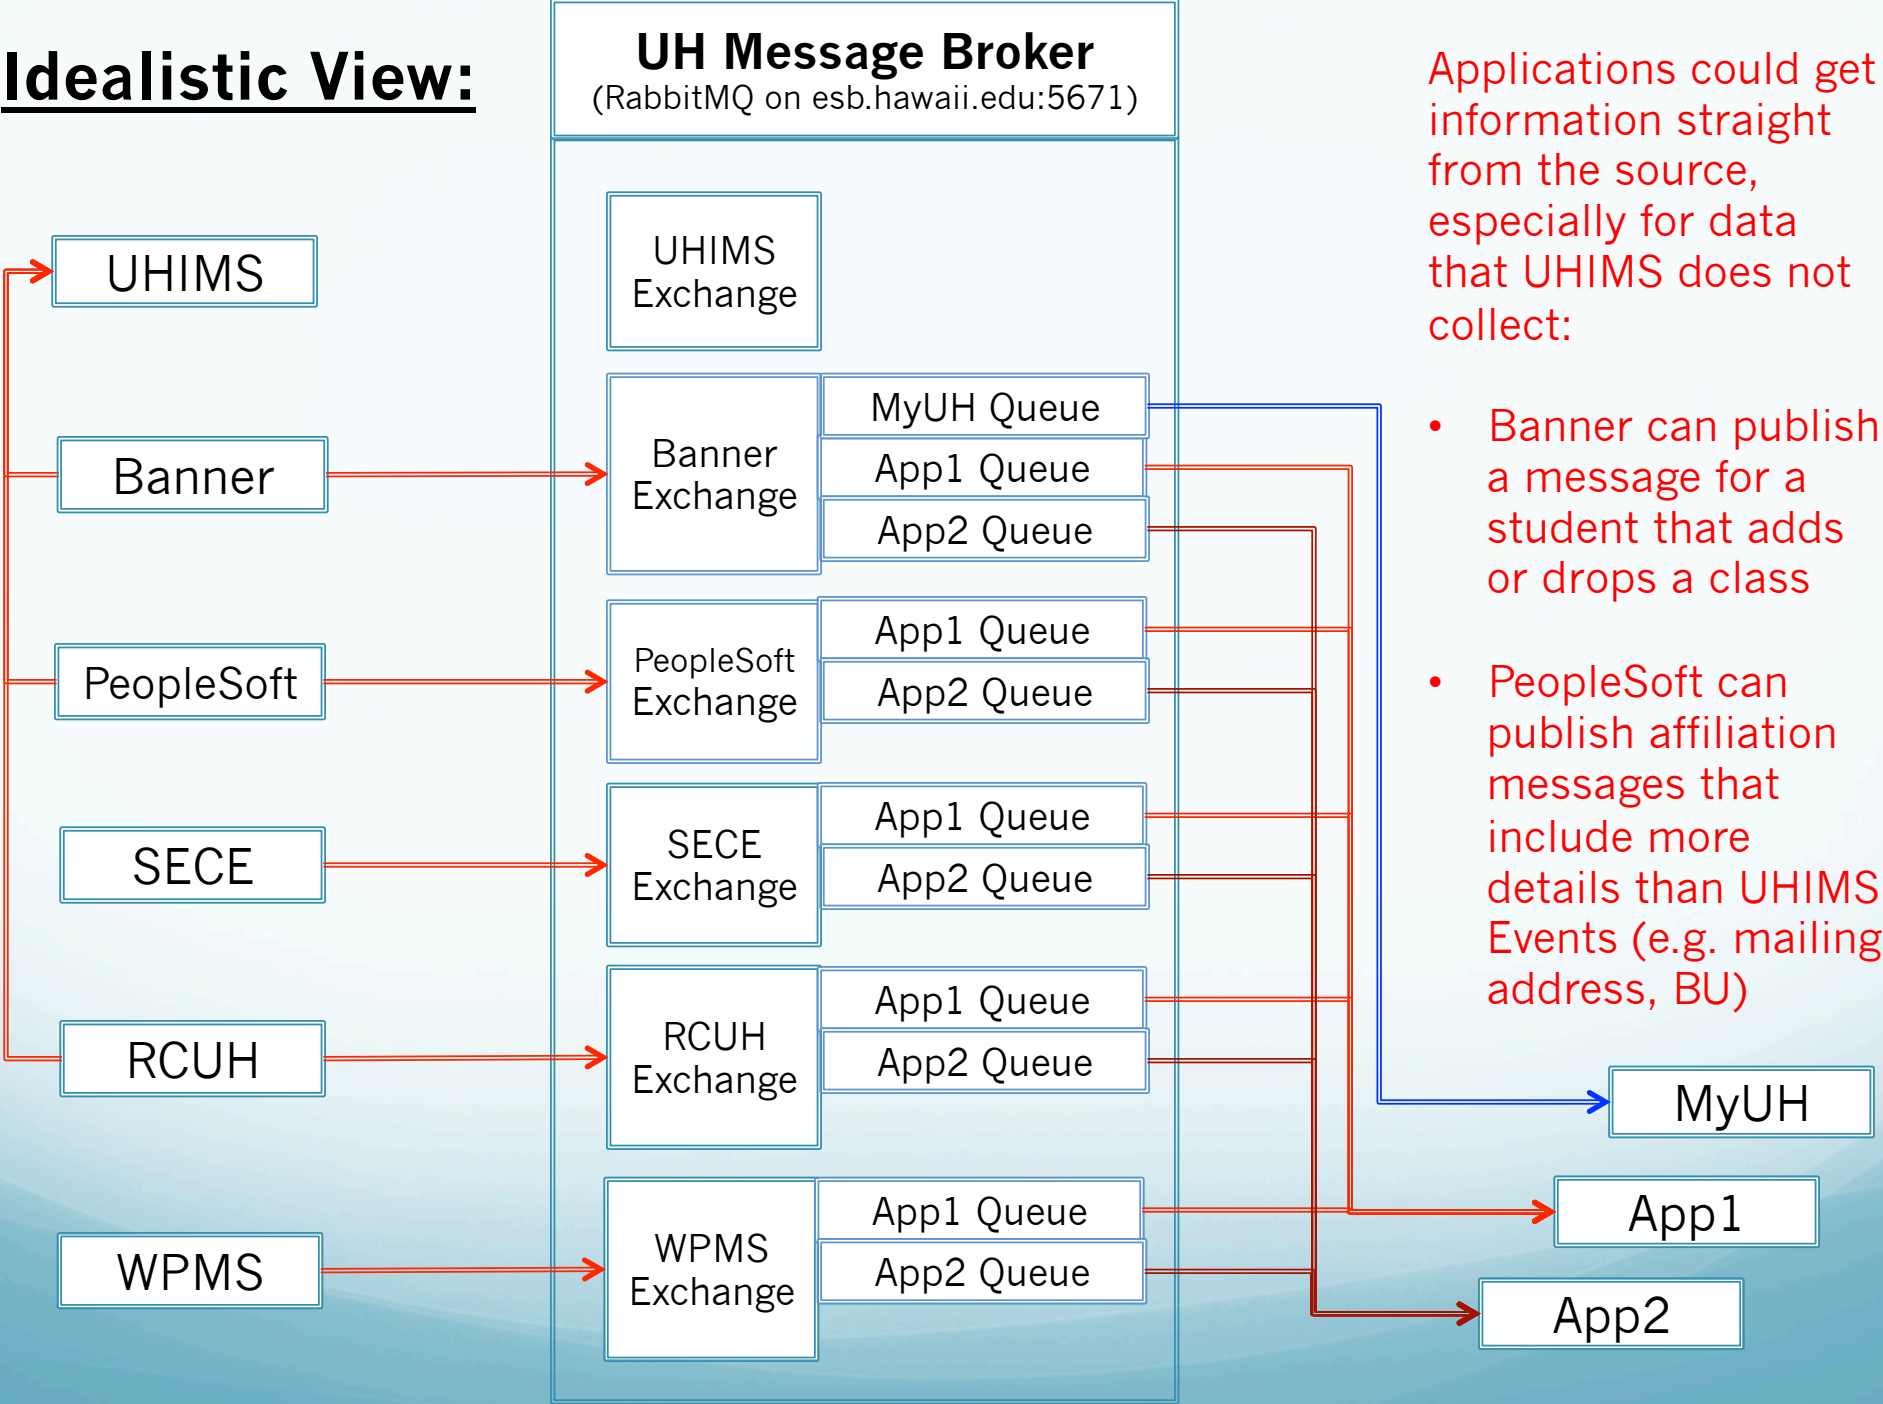 Idealistic View:
UH Message Broker
(RabbitMQ on esb.hawaii.edu:5671)
UHIMS
Banner
PeopleSoft
SECE
RCUH
WPMS
UHIMS
Exchange
Banner
Exchange
MyUH Queue
App1 Queue
App2 Queue
PeopleSoft
Exchange
App1 Queue
App2 Queue
SECE
Exchange
App1 Queue
App2 Queue
RCUH
Exchange
App1 Queue
App2 Queue
WPMS
Exchange
App1 Queue
App2 Queue
Applications could get
information straight
from the source,
especially for data
that UHIMS does not
collect:
• Banner can publish
a message for a
student that adds
or drops a class
• PeopleSoft can
publish affiliation
messages that
include more
details than UHIMS
Events (e.g. mailing
address, BU)
MyUH
App1
App2